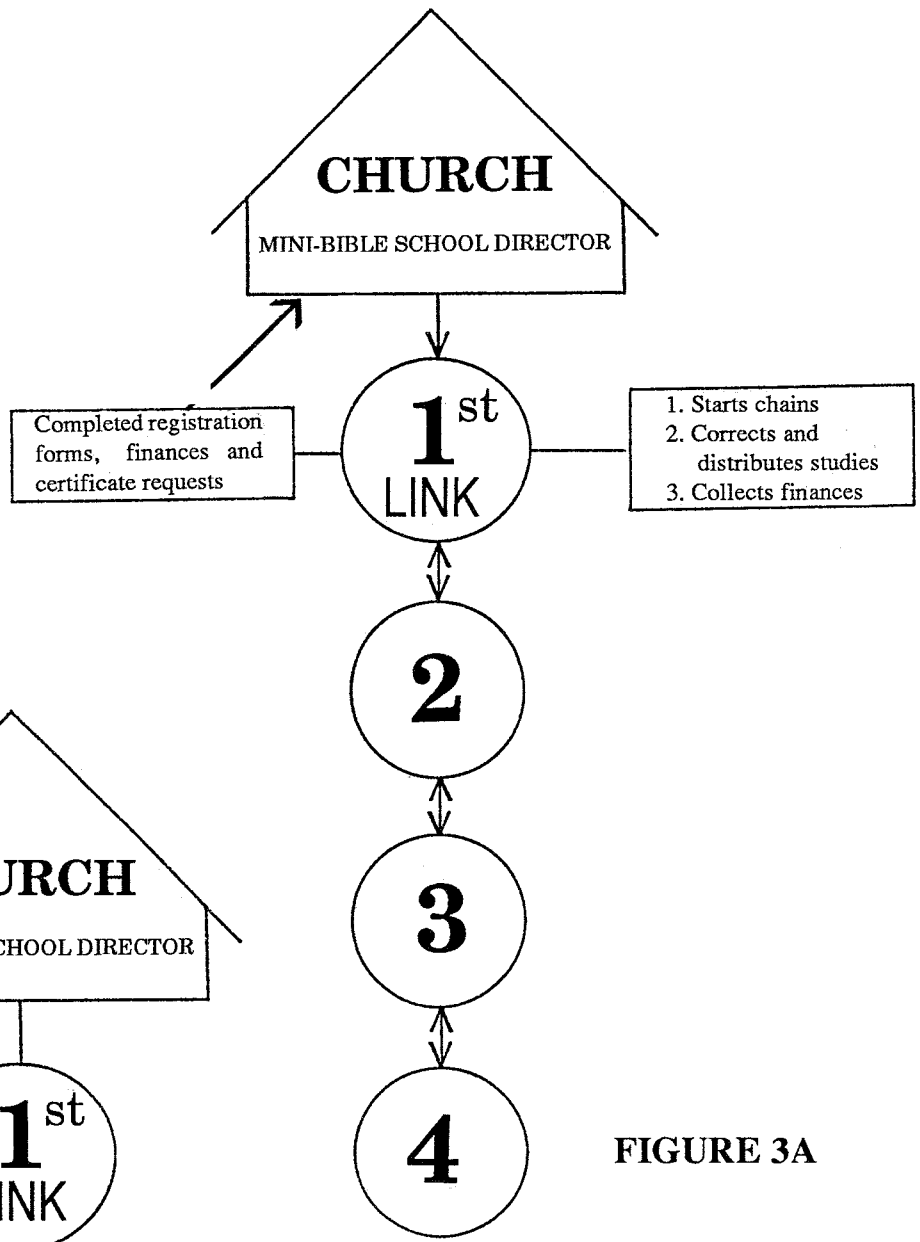 CHURCH
MINI-BIBLE SCHOOL DIRECTOR
Completed registration
forms, finances and
certificate requests
1st
LINK
1. Starts chains
2. Corrects and
distributes studies
3. Collects finances
2
3
4
URCH
CHOOL DIRECTOR
1st
INK
FIGURE 3A